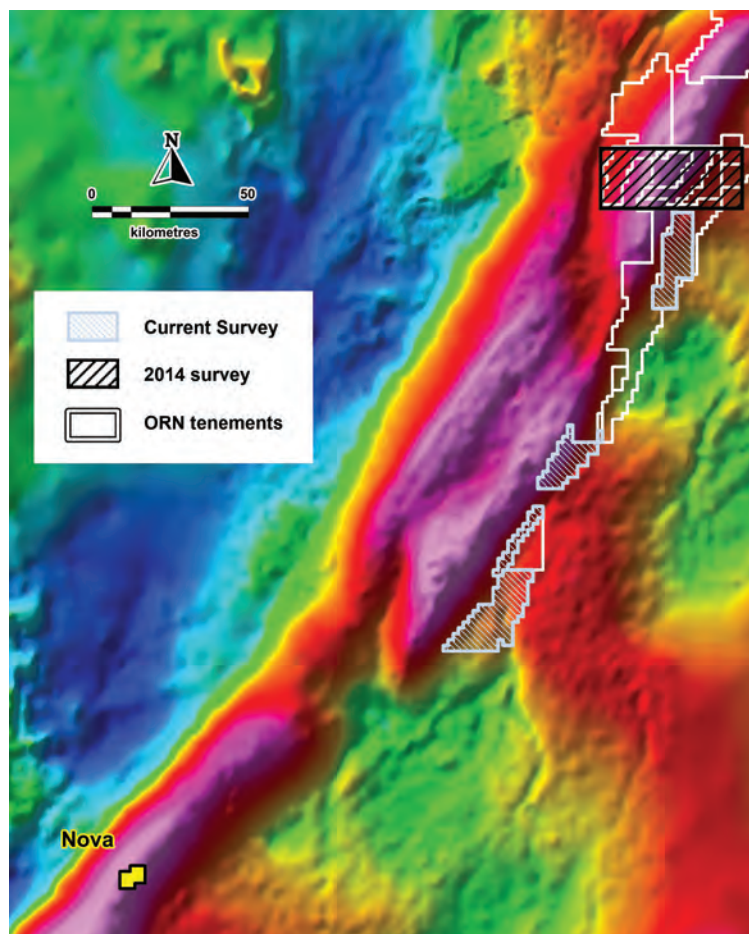 N
0 50
kilometres
Current Survey
2014 survey
ORN tenements
Nova